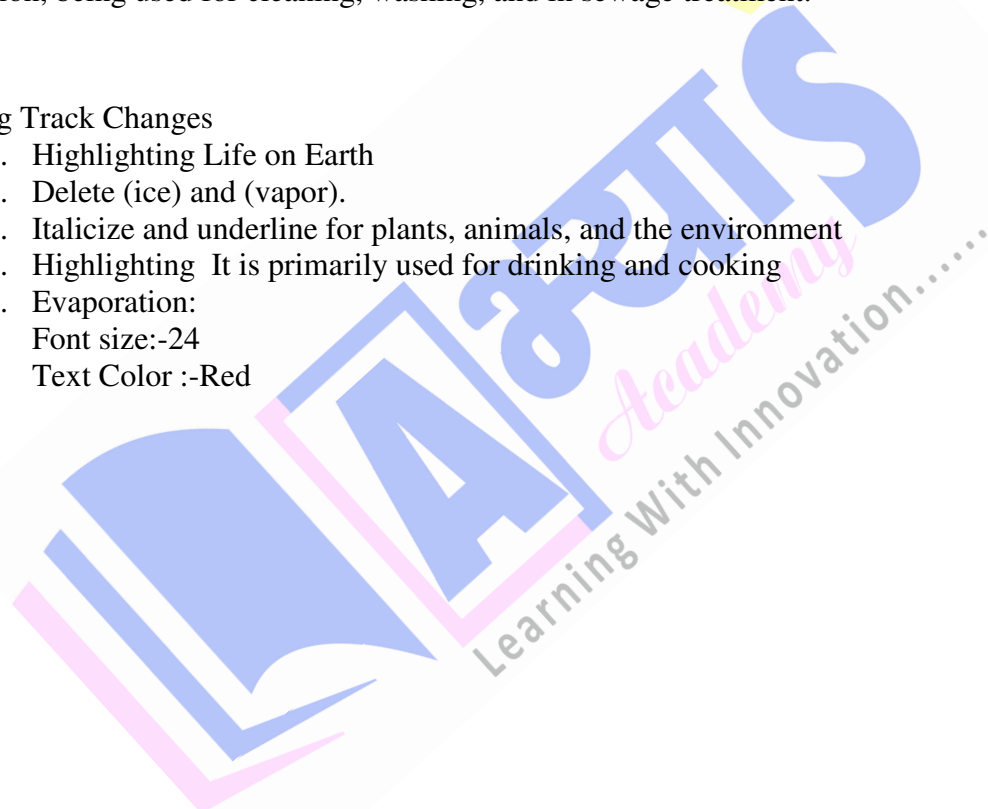 ion, being used for cleaning, washing, and in sewage treatment.
g Track Changes
. Highlighting Life on Earth
. Delete (ice) and (vapor).
. Italicize and underline for plants, animals, and the environment
. Highlighting It is primarily used for drinking and cooking
. Evaporation:
Font size:-24
Text Color :-Red
A
Academy
Learning With Innovation......